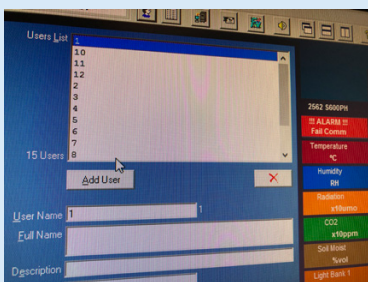 Users List
1
10
11
12
2
3
4
5
6
7
8
15 Users
Add User
User Name 1
1
Full Name
Description
2562 5600PH
!!! ALARM !!!
Fail Comm
Temperature
°C
Humidity
RH
Radiation
CO2
x10ppm
Soil Moist
%vol
Light Bank 1